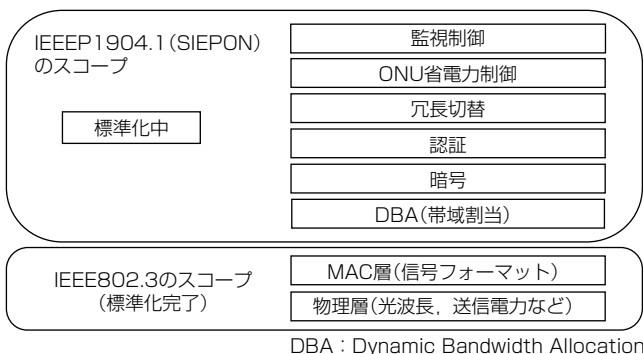 IEEEP1904.1(SIEPON)
のスコープ
標準化中
監視制御
ONU省電力制御
冗長切替
認証
暗号
DBA(帯域割当)
IEEE802.3のスコープ
(標準化完了)
MAC層(信号フォーマット)
物理層(光波長，送信電力など)
DBA：Dynamic Bandwidth Allocation